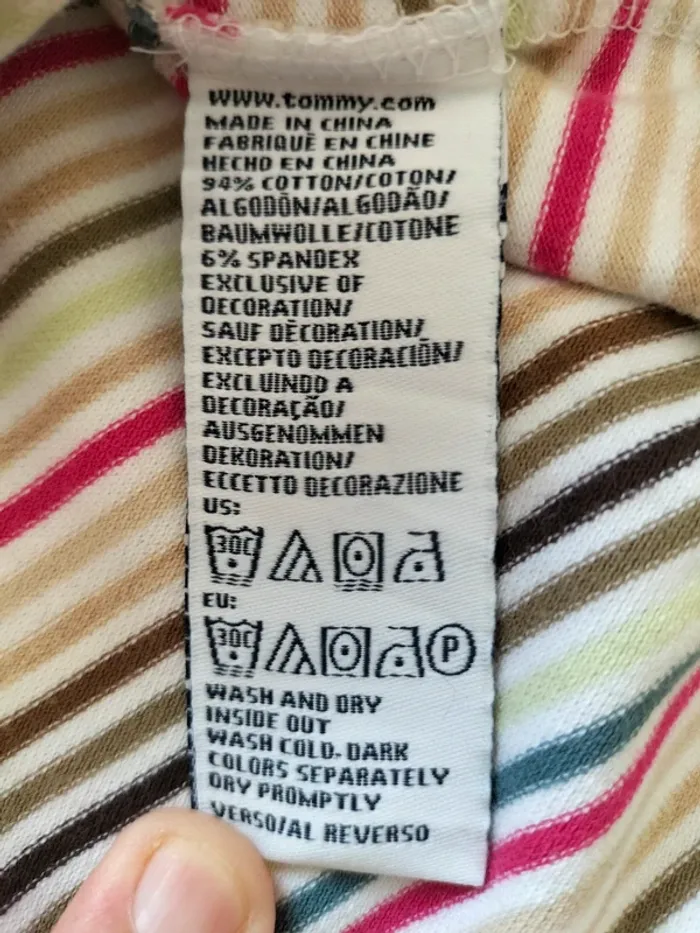 www.tommy.com
MADE IN CHINA
FABRIQUÈ EN CHINE
HECHO EN CHINA
94% COTTON/COTON/
ALGODÓN/ALGODÃO/
BAUMWOLLE/COTONE
6% SPANDEX
EXCLUSIVE OF
DECORATION/
SAUF DÈCORATION/
EXCEPTO DECORACIÓN/
EXCLUINDO A
DECORAÇÃO/
AUSGENOMMEN
DEKORATION/
ECCETTO DECORAZIONE
US:
30C
EU:
30C P
WASH AND DRY
INSIDE OUT
WASH COLD. DARK
COLORS SEPARATELY
DRY PROMPTLY
VERSO/AL REVERSO